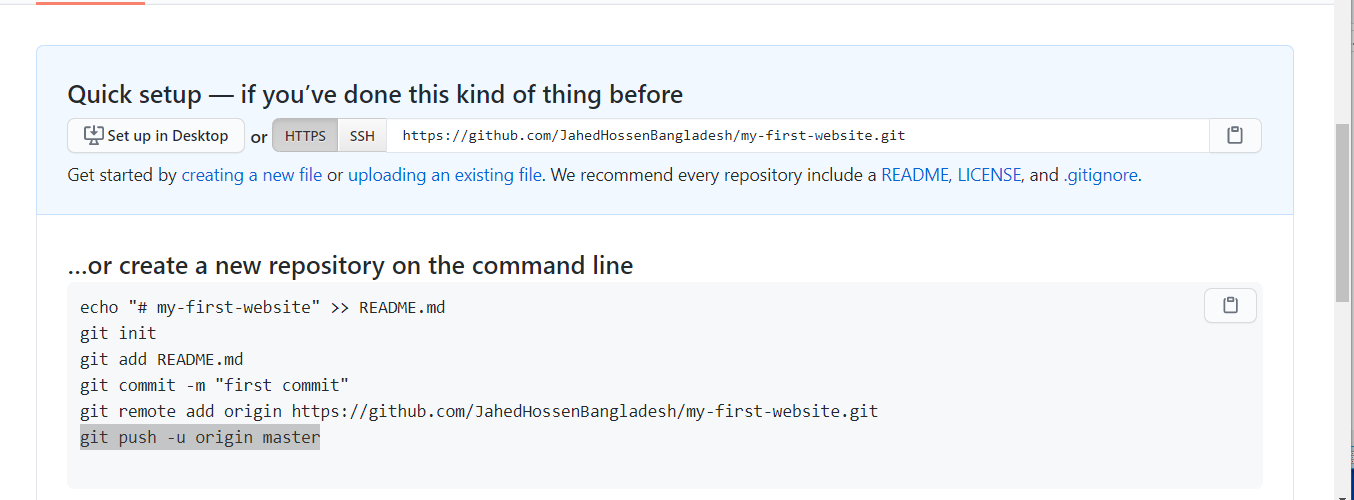 Quick setup — if you’ve done this kind of thing before
Set up in Desktop or HTTPS SSH https://github.com/JahedHossenBangladesh/my-first-website.git
Get started by creating a new file or uploading an existing file. We recommend every repository include a README, LICENSE, and .gitignore.
…or create a new repository on the command line
echo "# my-first-website" >> README.md
git init
git add README.md
git commit -m "first commit"
git remote add origin https://github.com/JahedHossenBangladesh/my-first-website.git
git push -u origin master